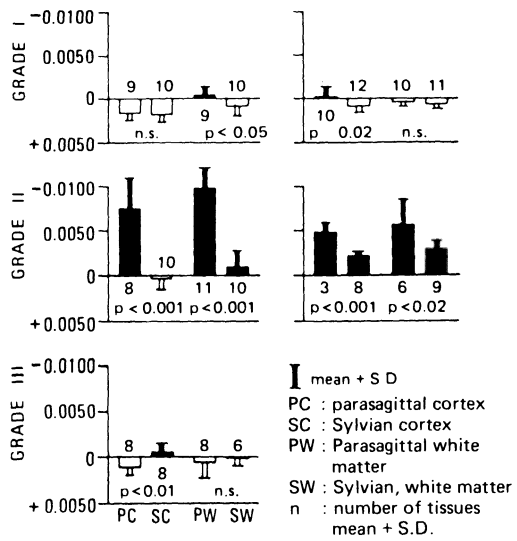 GRADE I
-0.0100
0.0050
0
+0.0050
9 10 9 10
n.s. p<0.05
10 12 10 11
p 0.02 n.s.
GRADE II
-0.0100
0.0050
0
+0.0050
8 10 11 10
p<0.001 p<0.001
3 8 6 9
p<0.001 p<0.02
GRADE III
-0.0100
0.0050
0
+0.0050
8 8 8 6
p<0.01 n.s.
PC SC PW SW
mean + S D
PC : parasagittal cortex
SC : Sylvian cortex
PW : Parasagittal white
matter
SW : Sylvian, white matter
n : number of tissues
mean + S.D.